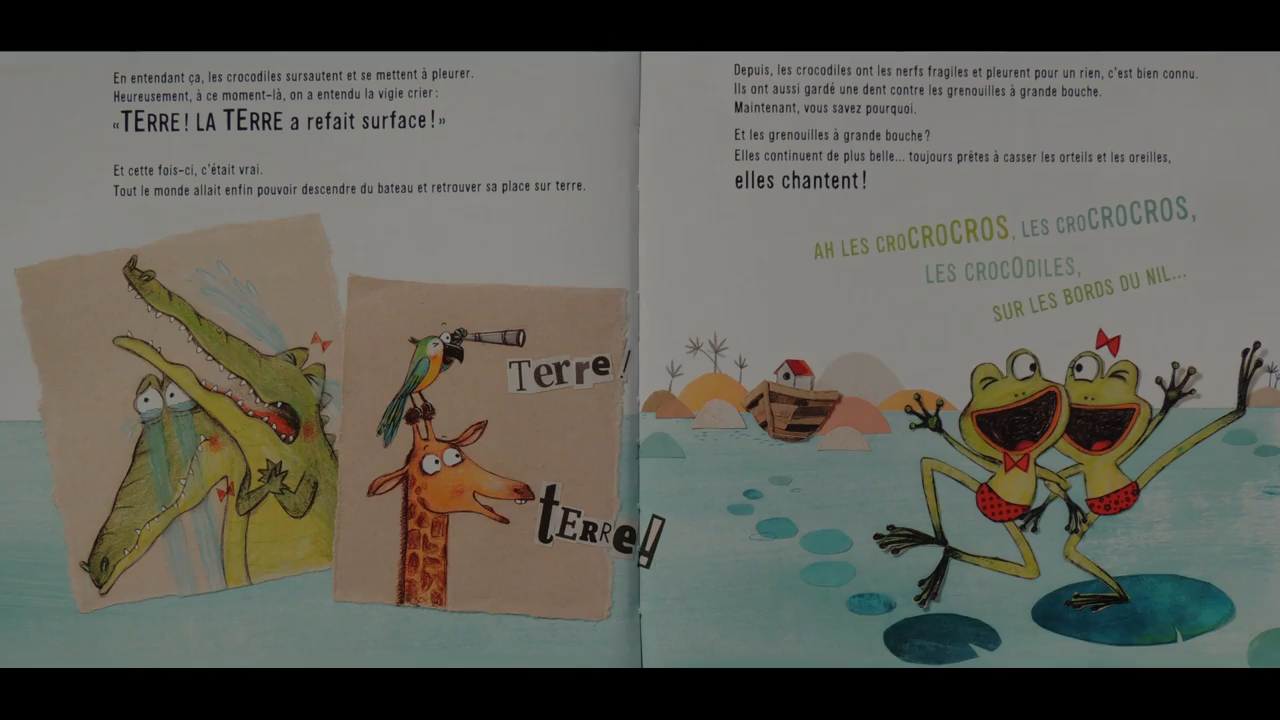 En entendant ça, les crocodiles sursautent et se mettent à pleurer.
Heureusement, à ce moment-là, on a entendu la vigie crier :
«TERRE! LA TERRE a refait surface!»
Et cette fois-ci, c'était vrai.
Tout le monde allait enfin pouvoir descendre du bateau et retrouver sa place sur terre.
Terre !
tERRe!
Depuis, les crocodiles ont les nerfs fragiles et pleurent pour un rien, c'est bien connu.
Ils ont aussi gardé une dent contre les grenouilles à grande bouche.
Maintenant, vous savez pourquoi.
Et les grenouilles à grande bouche?
Elles continuent de plus belle... toujours prêtes à casser les orteils et les oreilles,
elles chantent!
AH LES CROCROCROS, LES CROCROCROS,
LES CROCODILES,
SUR LES BORDS DU NIL...